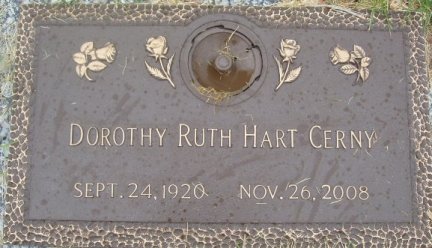 DOROTHY RUTH HART CERNY
SEPT. 24, 1920 NOV. 26, 2008